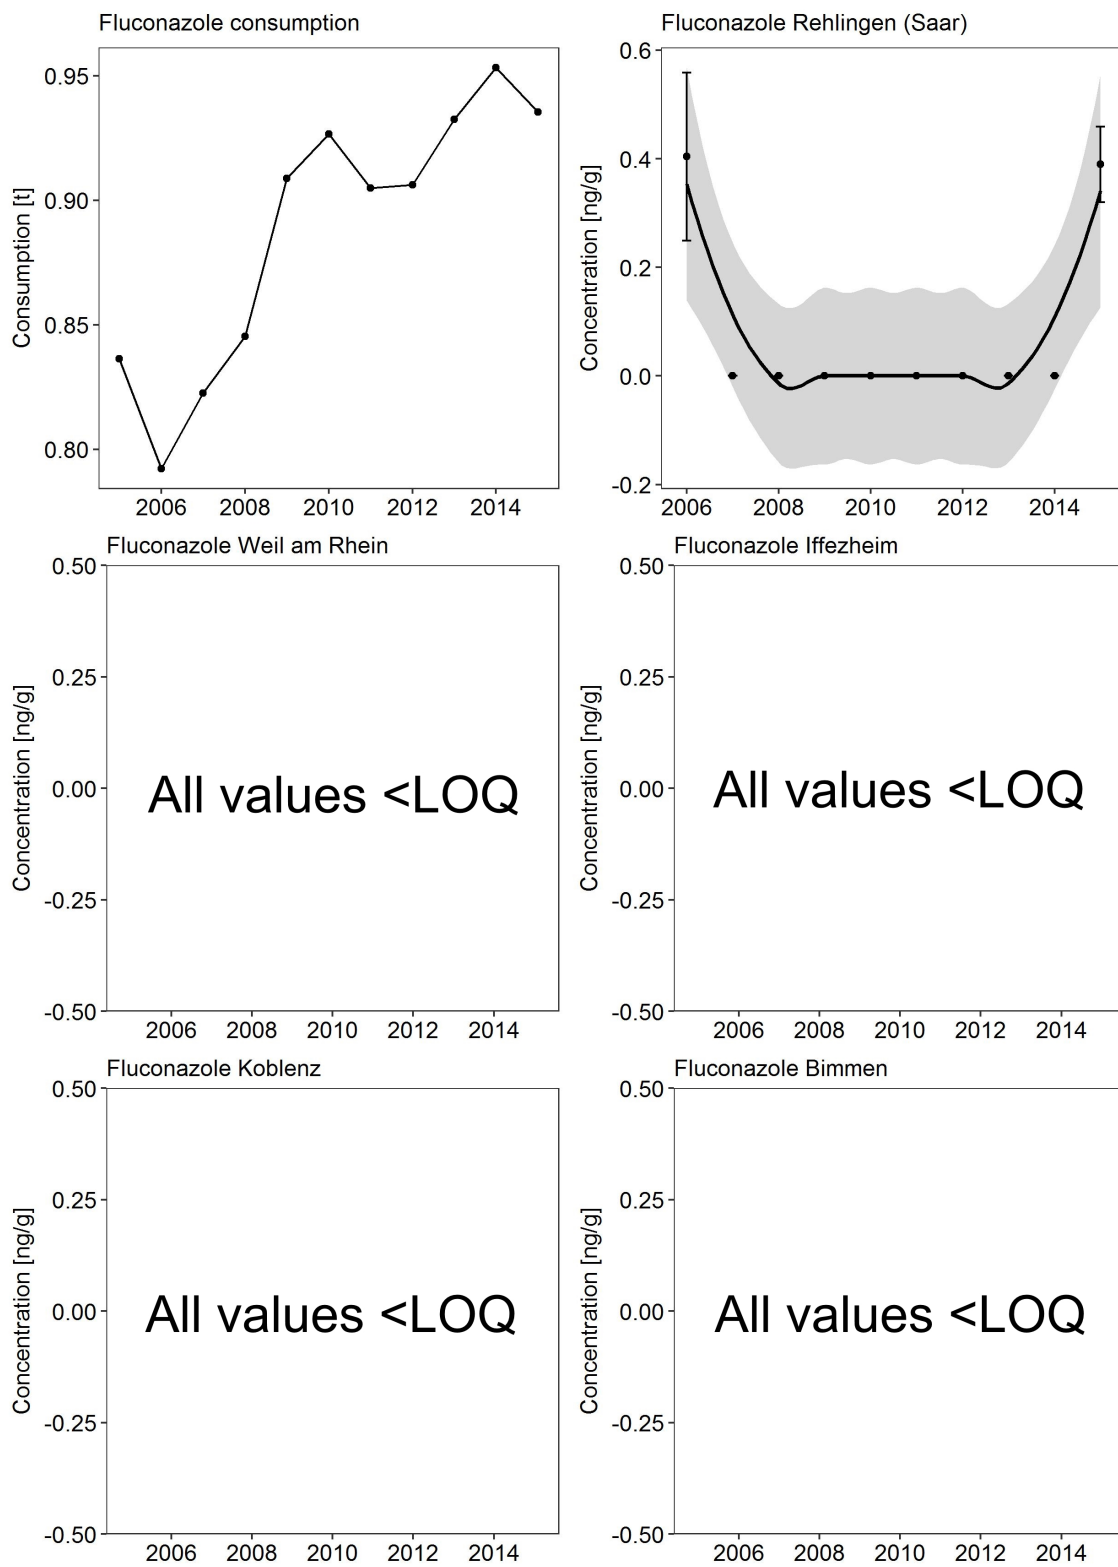 Fluconazole consumption
Consumption [t]
0.95
0.90
0.85
0.80
2006 2008 2010 2012 2014
Fluconazole Rehlingen (Saar)
Concentration [ng/g]
0.6
0.4
0.2
0.0
-0.2
2006 2008 2010 2012 2014
Fluconazole Weil am Rhein
Concentration [ng/g]
0.50
0.25
0.00
-0.25
-0.50
All values <LOQ
2006 2008 2010 2012 2014
Fluconazole Iffezheim
Concentration [ng/g]
0.50
0.25
0.00
-0.25
-0.50
All values <LOQ
2006 2008 2010 2012 2014
Fluconazole Koblenz
Concentration [ng/g]
0.50
0.25
0.00
-0.25
-0.50
All values <LOQ
2006 2008 2010 2012 2014
Fluconazole Bimmen
Concentration [ng/g]
0.50
0.25
0.00
-0.25
-0.50
All values <LOQ
2006 2008 2010 2012 2014